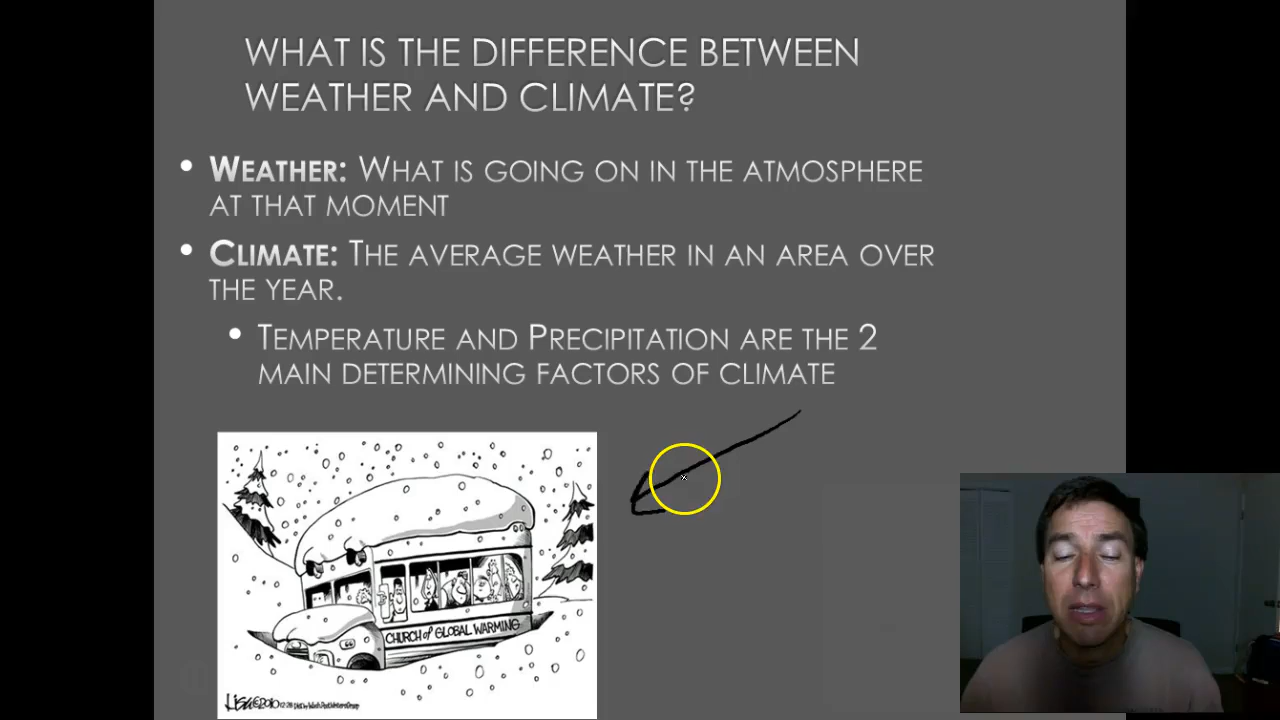 WHAT IS THE DIFFERENCE BETWEEN
WEATHER AND CLIMATE?
• WEATHER: WHAT IS GOING ON IN THE ATMOSPHERE
AT THAT MOMENT
• CLIMATE: THE AVERAGE WEATHER IN AN AREA OVER
THE YEAR.
• TEMPERATURE AND PRECIPITATION ARE THE 2
MAIN DETERMINING FACTORS OF CLIMATE
CHURCH of GLOBAL WARMING
©2010